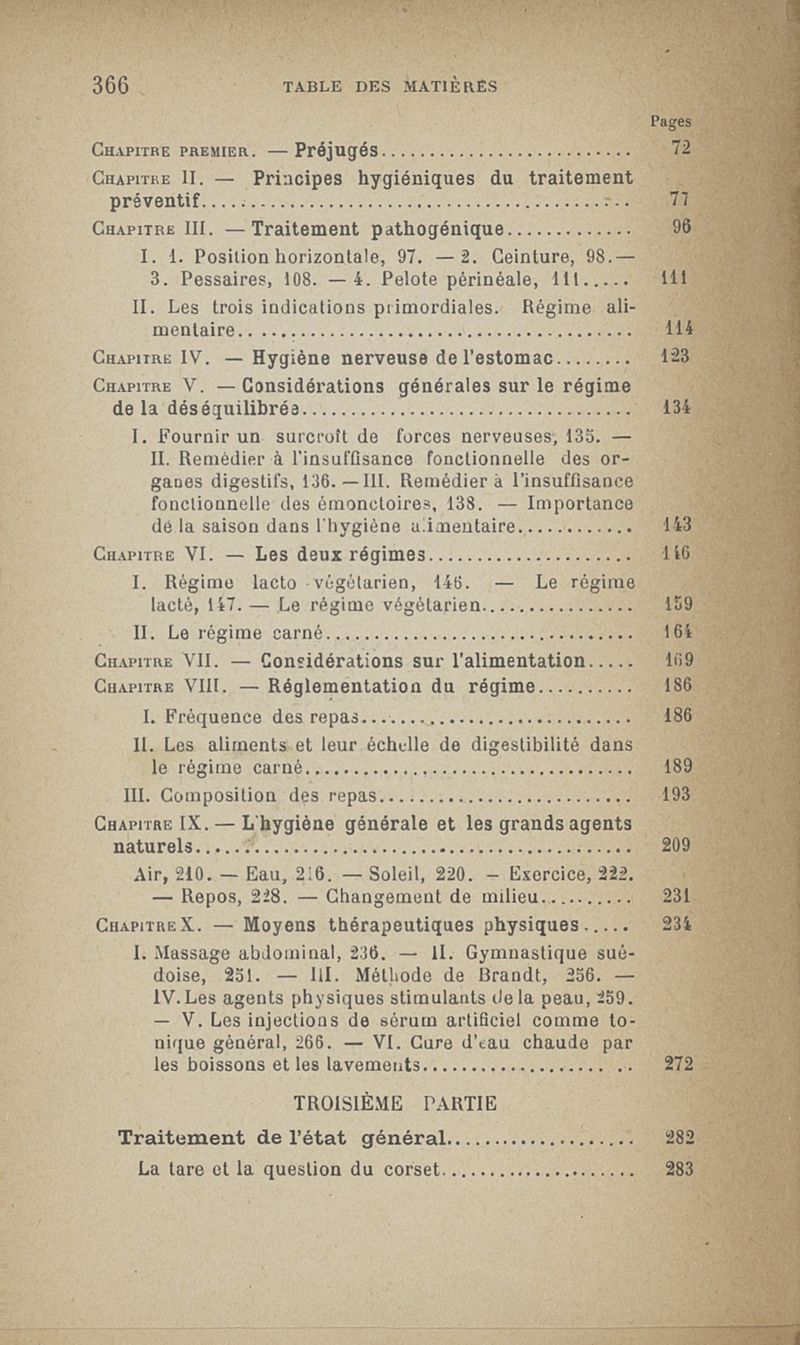 366 TABLE DES MATIÈRES
Pages
CHAPITRE PREMIER. — Préjugés............................ 72
CHAPITRE II. — Principes hygiéniques du traitement
préventif................................................ 77
CHAPITRE III. — Traitement pathogénique.............. 96
I. 1. Position horizontale, 97. — 2. Ceinture, 98. —
3. Pessaires, 108. — 4. Pelote périnéale, 111..... 111
II. Les trois indications primordiales. Régime ali-
mentaire............................................ 114
CHAPITRE IV. — Hygiène nerveuse de l'estomac........ 123
CHAPITRE V. — Considérations générales sur le régime
de la déséquilibrée................................... 134
I. Fournir un surcroît de forces nerveuses, 135. —
II. Remédier à l'insuffisance fonctionnelle des or-
ganes digestifs, 136. — III. Remédier à l'insuffisance
fonctionnelle des émonctoires, 138. — Importance
de la saison dans l'hygiène alimentaire............ 143
CHAPITRE VI. — Les deux régimes...................... 146
I. Régime lacto-végétarien, 146. — Le régime
lacté, 147. — Le régime végétarien................ 159
II. Le régime carné................................. 164
CHAPITRE VII. — Considérations sur l'alimentation..... 169
CHAPITRE VIII. — Réglementation du régime.......... 186
I. Fréquence des repas............................. 186
II. Les aliments et leur échelle de digestibilité dans
le régime carné.................................... 189
III. Composition des repas........................... 193
CHAPITRE IX. — L'hygiène générale et les grands agents
naturels................................................ 209
Air, 210. — Eau, 216. — Soleil, 220. — Exercice, 222.
— Repos, 228. — Changement de milieu.......... 231
CHAPITRE X. — Moyens thérapeutiques physiques..... 234
I. Massage abdominal, 236. — II. Gymnastique sué-
doise, 251. — III. Méthode de Brandt, 256. —
IV. Les agents physiques stimulants de la peau, 259.
— V. Les injections de sérum artificiel comme to-
nique général, 266. — VI. Cure d'eau chaude par
les boissons et les lavements...................... 272
TROISIÈME PARTIE
Traitement de l'état général..................... 282
La tare et la question du corset..................... 283